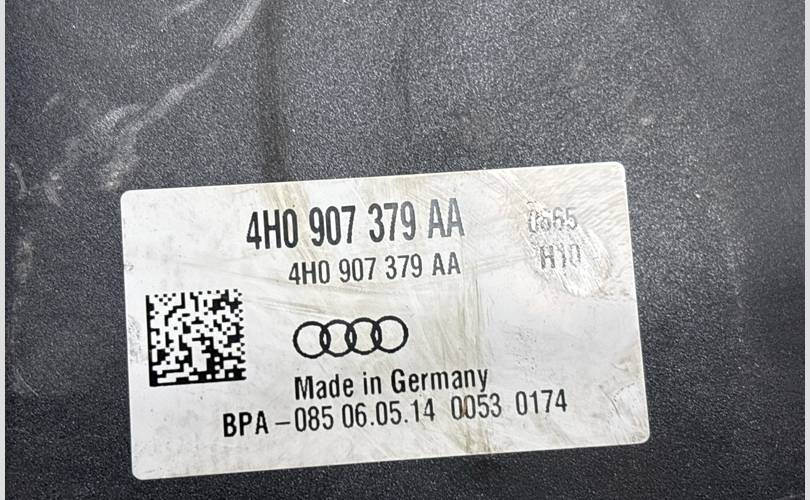 4H0 907 379 AA
0665
4H0 907 379 AA
H10
Made in Germany
BPA-085 06.05.14 0053 0174